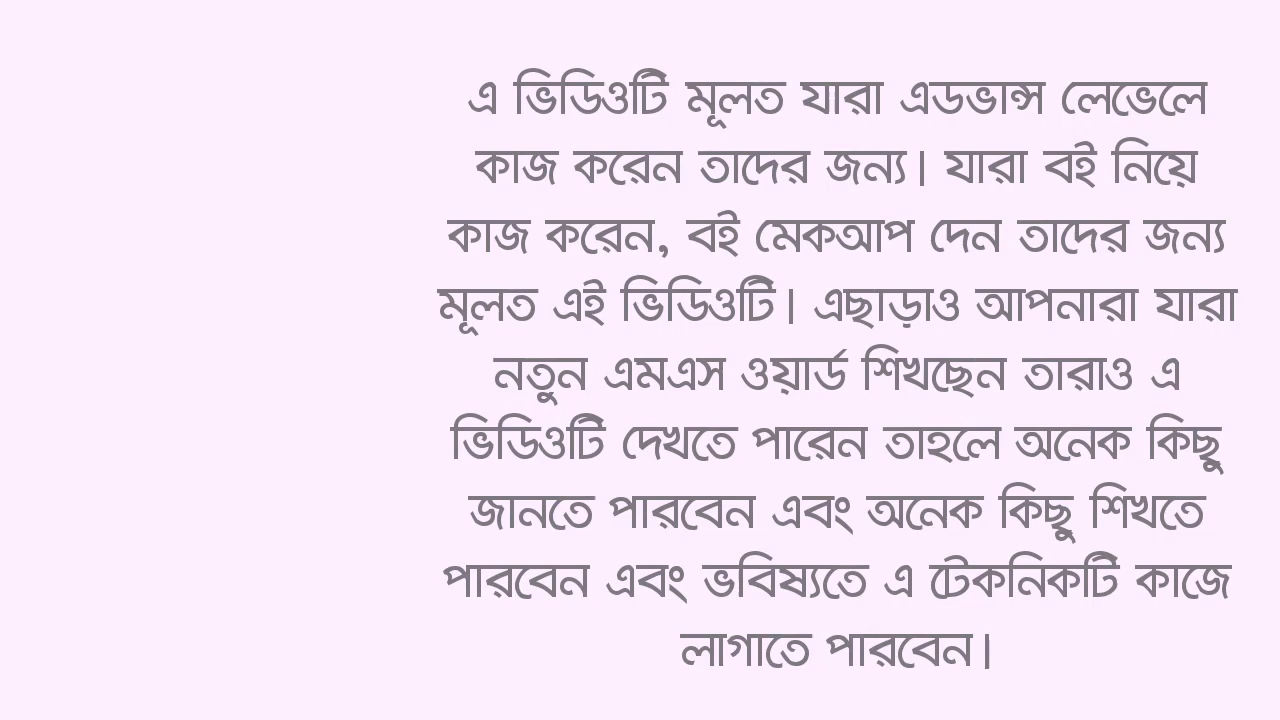 এ ভিডিওটি মূলত যারা এডভান্স লেভেলে
কাজ করেন তাদের জন্য। যারা বই নিয়ে
কাজ করেন, বই মেকআপ দেন তাদের জন্য
মূলত এই ভিডিওটি। এছাড়াও আপনারা যারা
নতুন এমএস ওয়ার্ড শিখছেন তারাও এ
ভিডিওটি দেখতে পারেন তাহলে অনেক কিছু
জানতে পারবেন এবং অনেক কিছু শিখতে
পারবেন এবং ভবিষ্যতে এ টেকনিকটি কাজে
লাগাতে পারবেন।